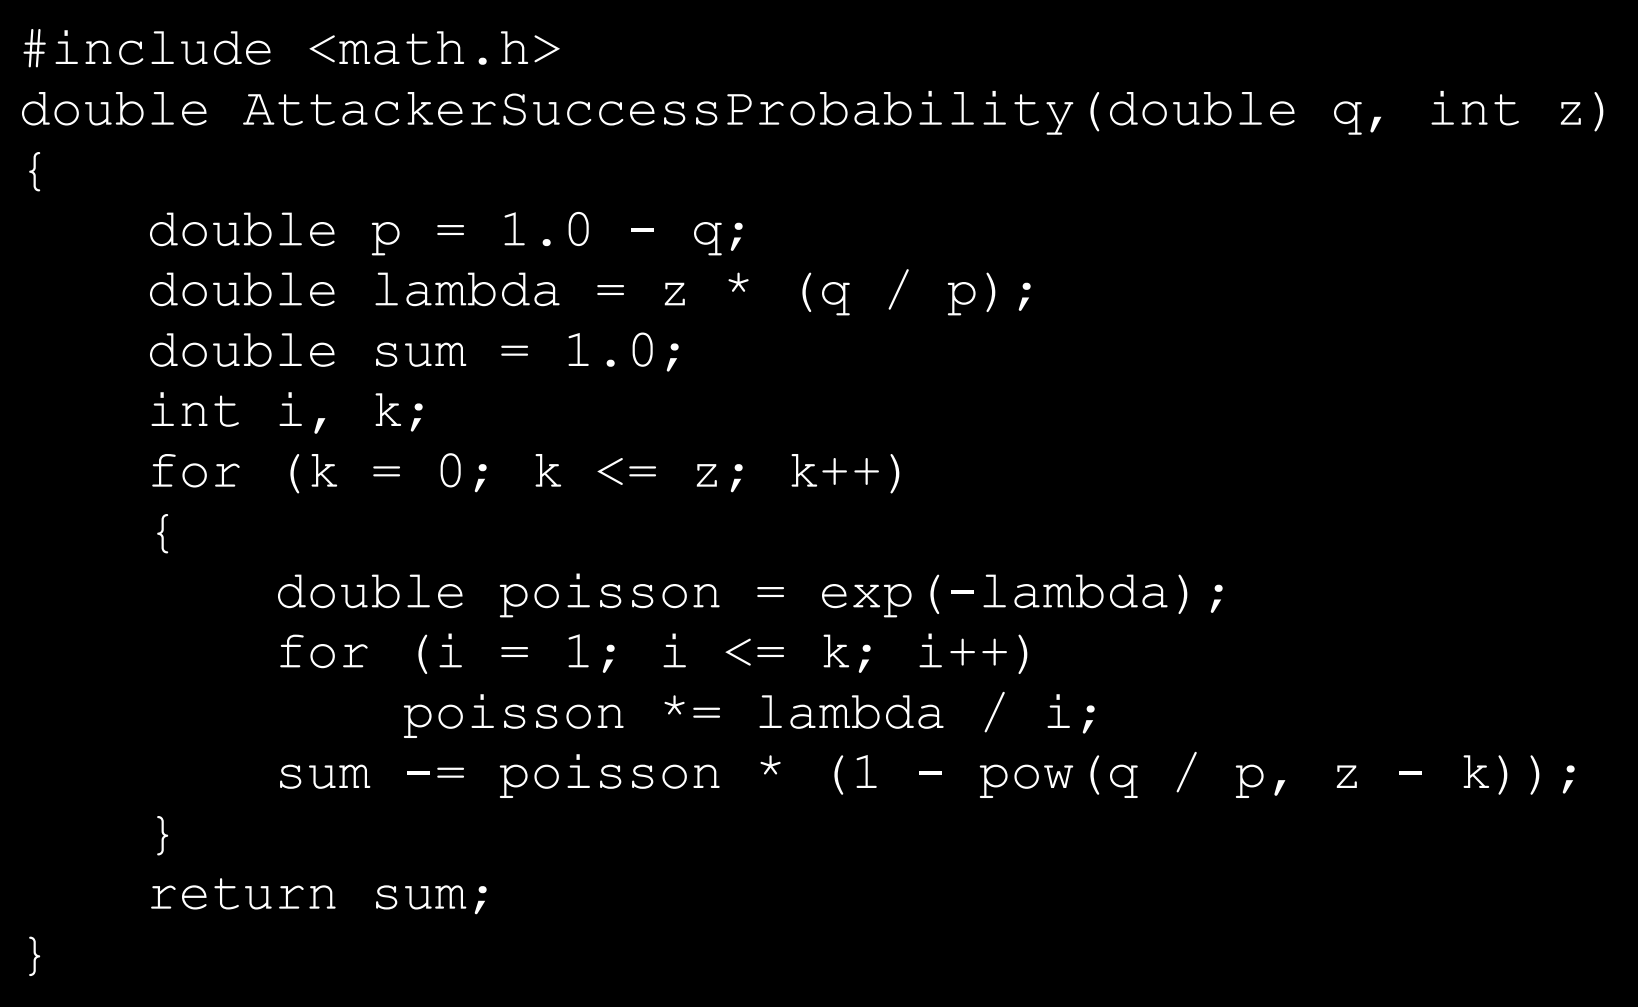 #include <math.h>
double AttackerSuccessProbability(double q, int z)
{
    double p = 1.0 - q;
    double lambda = z * (q / p);
    double sum = 1.0;
    int i, k;
    for (k = 0; k <= z; k++)
    {
        double poisson = exp(-lambda);
        for (i = 1; i <= k; i++)
            poisson *= lambda / i;
        sum -= poisson * (1 - pow(q / p, z - k));
    }
    return sum;
}